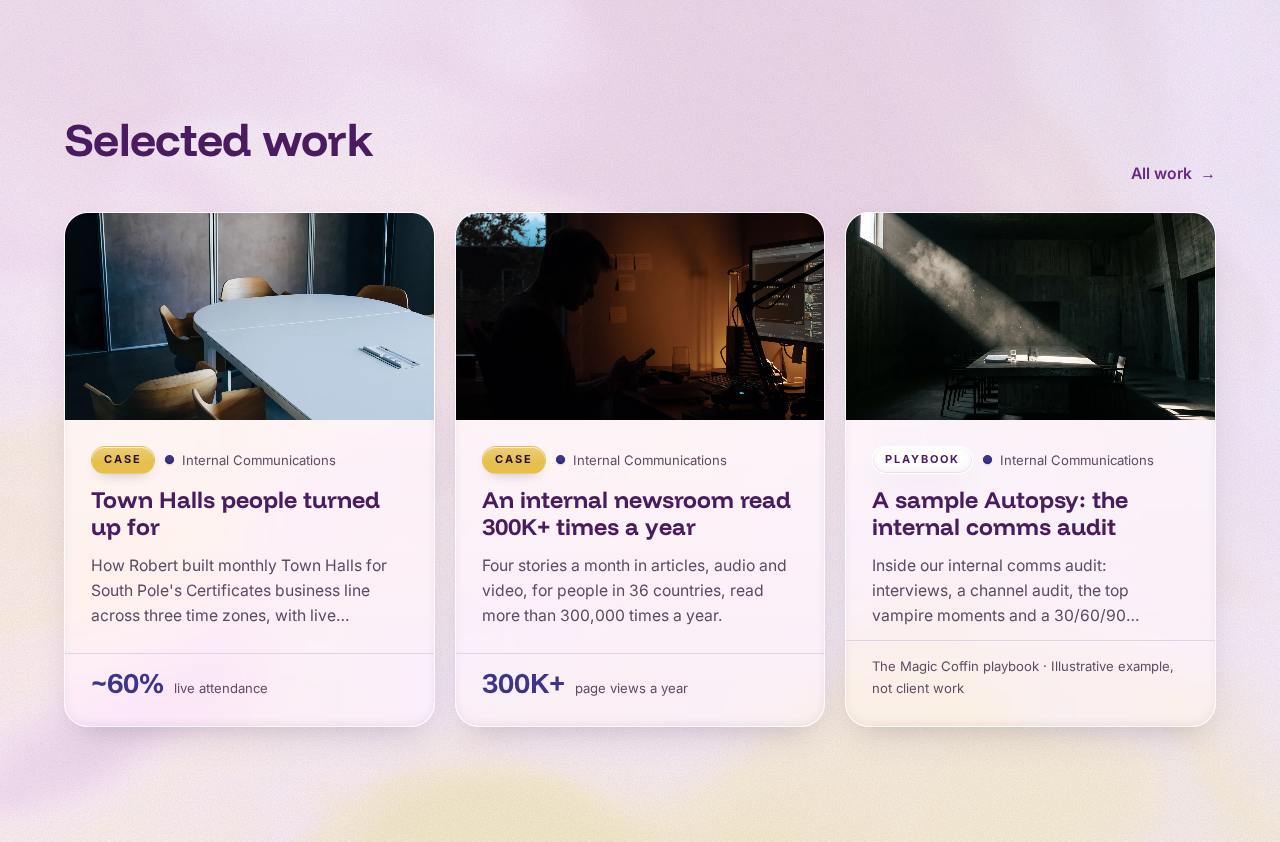 Selected work
All work →
CASE
Internal Communications
Town Halls people turned
up for
How Robert built monthly Town Halls for
South Pole's Certificates business line
across three time zones, with live…
~60% live attendance
CASE
Internal Communications
An internal newsroom read
300K+ times a year
Four stories a month in articles, audio and
video, for people in 36 countries, read
more than 300,000 times a year.
300K+ page views a year
PLAYBOOK
Internal Communications
A sample Autopsy: the
internal comms audit
Inside our internal comms audit:
interviews, a channel audit, the top
vampire moments and a 30/60/90…
The Magic Coffin playbook · Illustrative example,
not client work